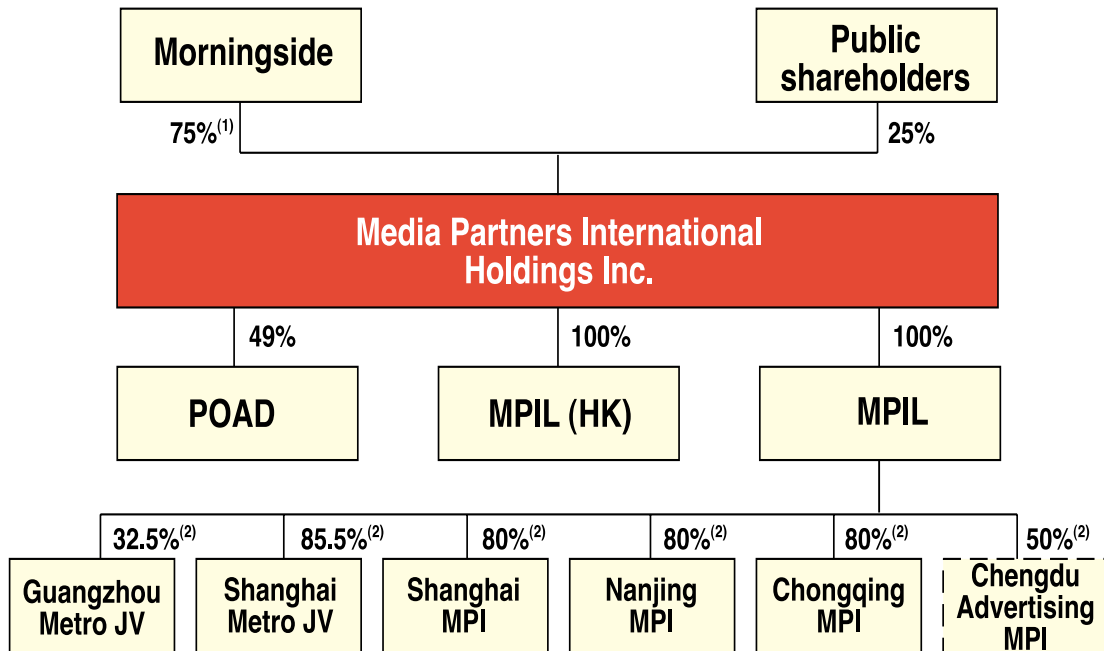 Morningside
Public
shareholders
75%(1)
25%
Media Partners International
Holdings Inc.
49%
100%
100%
POAD
MPIL (HK)
MPIL
32.5%(2)
85.5%(2)
80%(2)
80%(2)
80%(2)
50%(2)
Guangzhou
Metro JV
Shanghai
Metro JV
Shanghai
MPI
Nanjing
MPI
Chongqing
MPI
Chengdu
Advertising
MPI